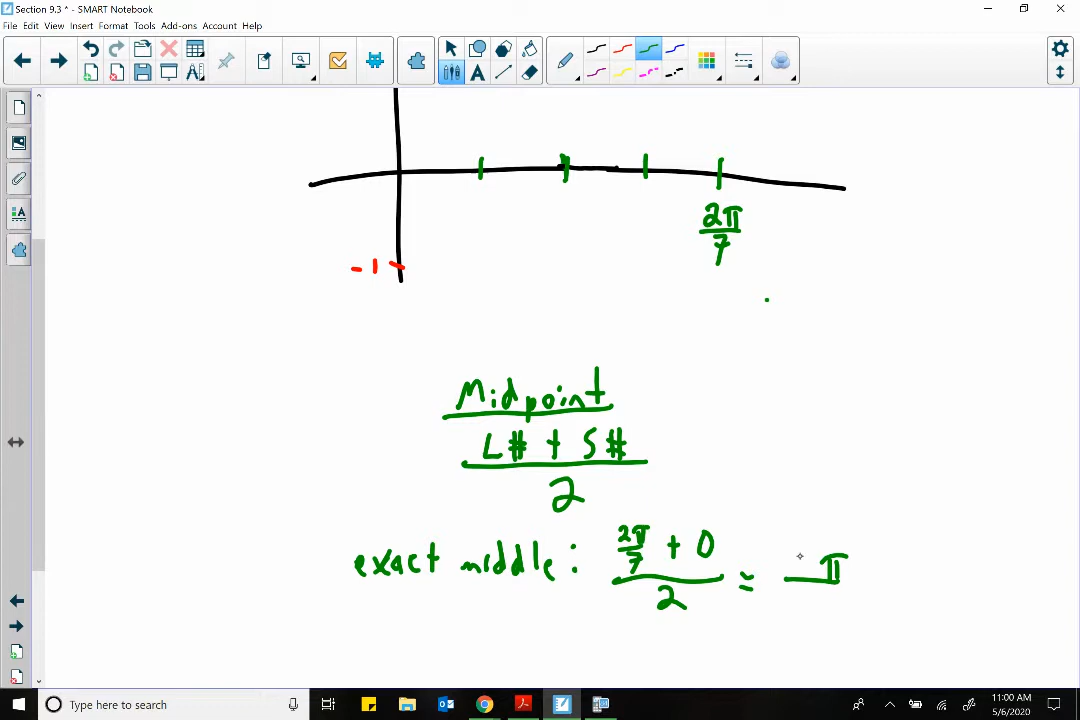 Section 9.3 * - SMART Notebook
File Edit View Insert Format Tools Add-ons Account Help
2π
7
-1
Midpoint
L# + S#
2
exact middle: 2π/7 + 0 = π
2
Type here to search
11:00 AM
5/6/2020